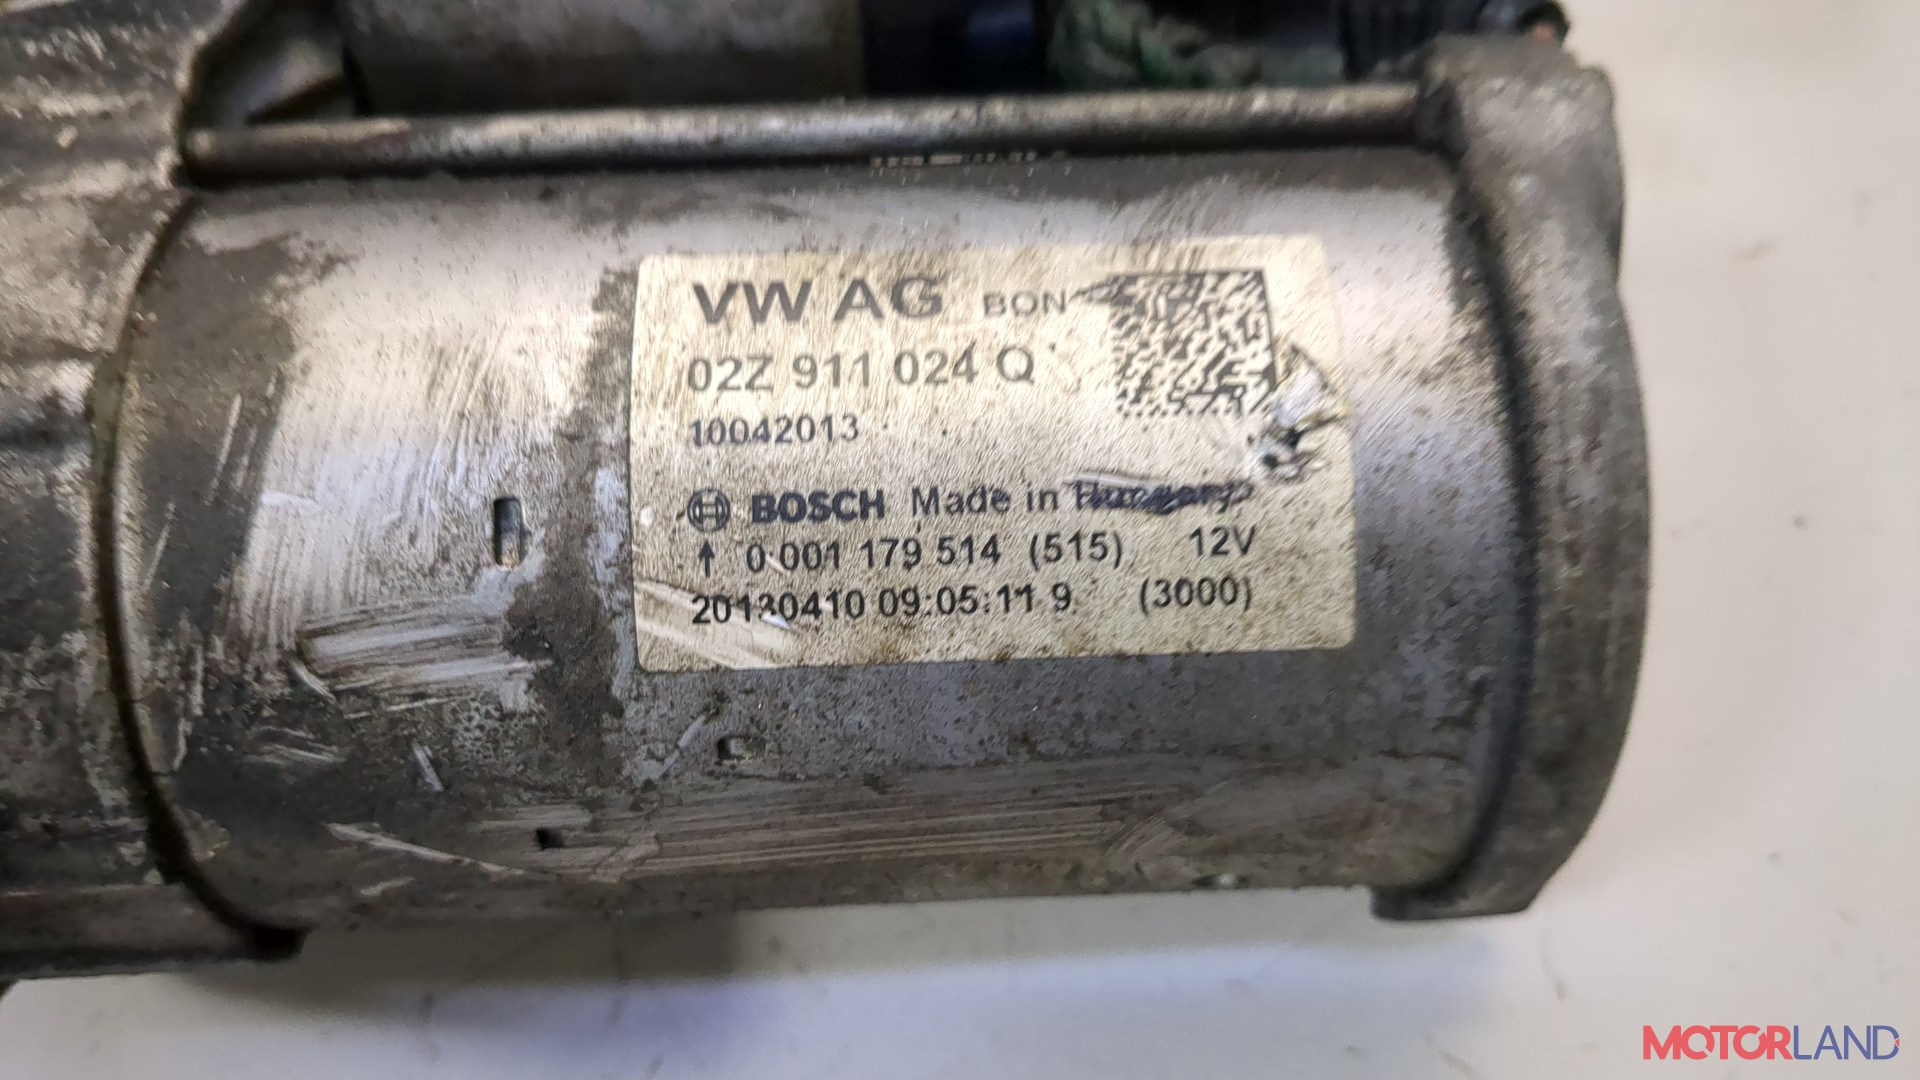 VW AG BON
02Z 911 024 Q
10042013
BOSCH Made in Hungary
↑ 0 001 179 514 (515) 12V
20130410 09:05:11 9 (3000)
MOTORLAND